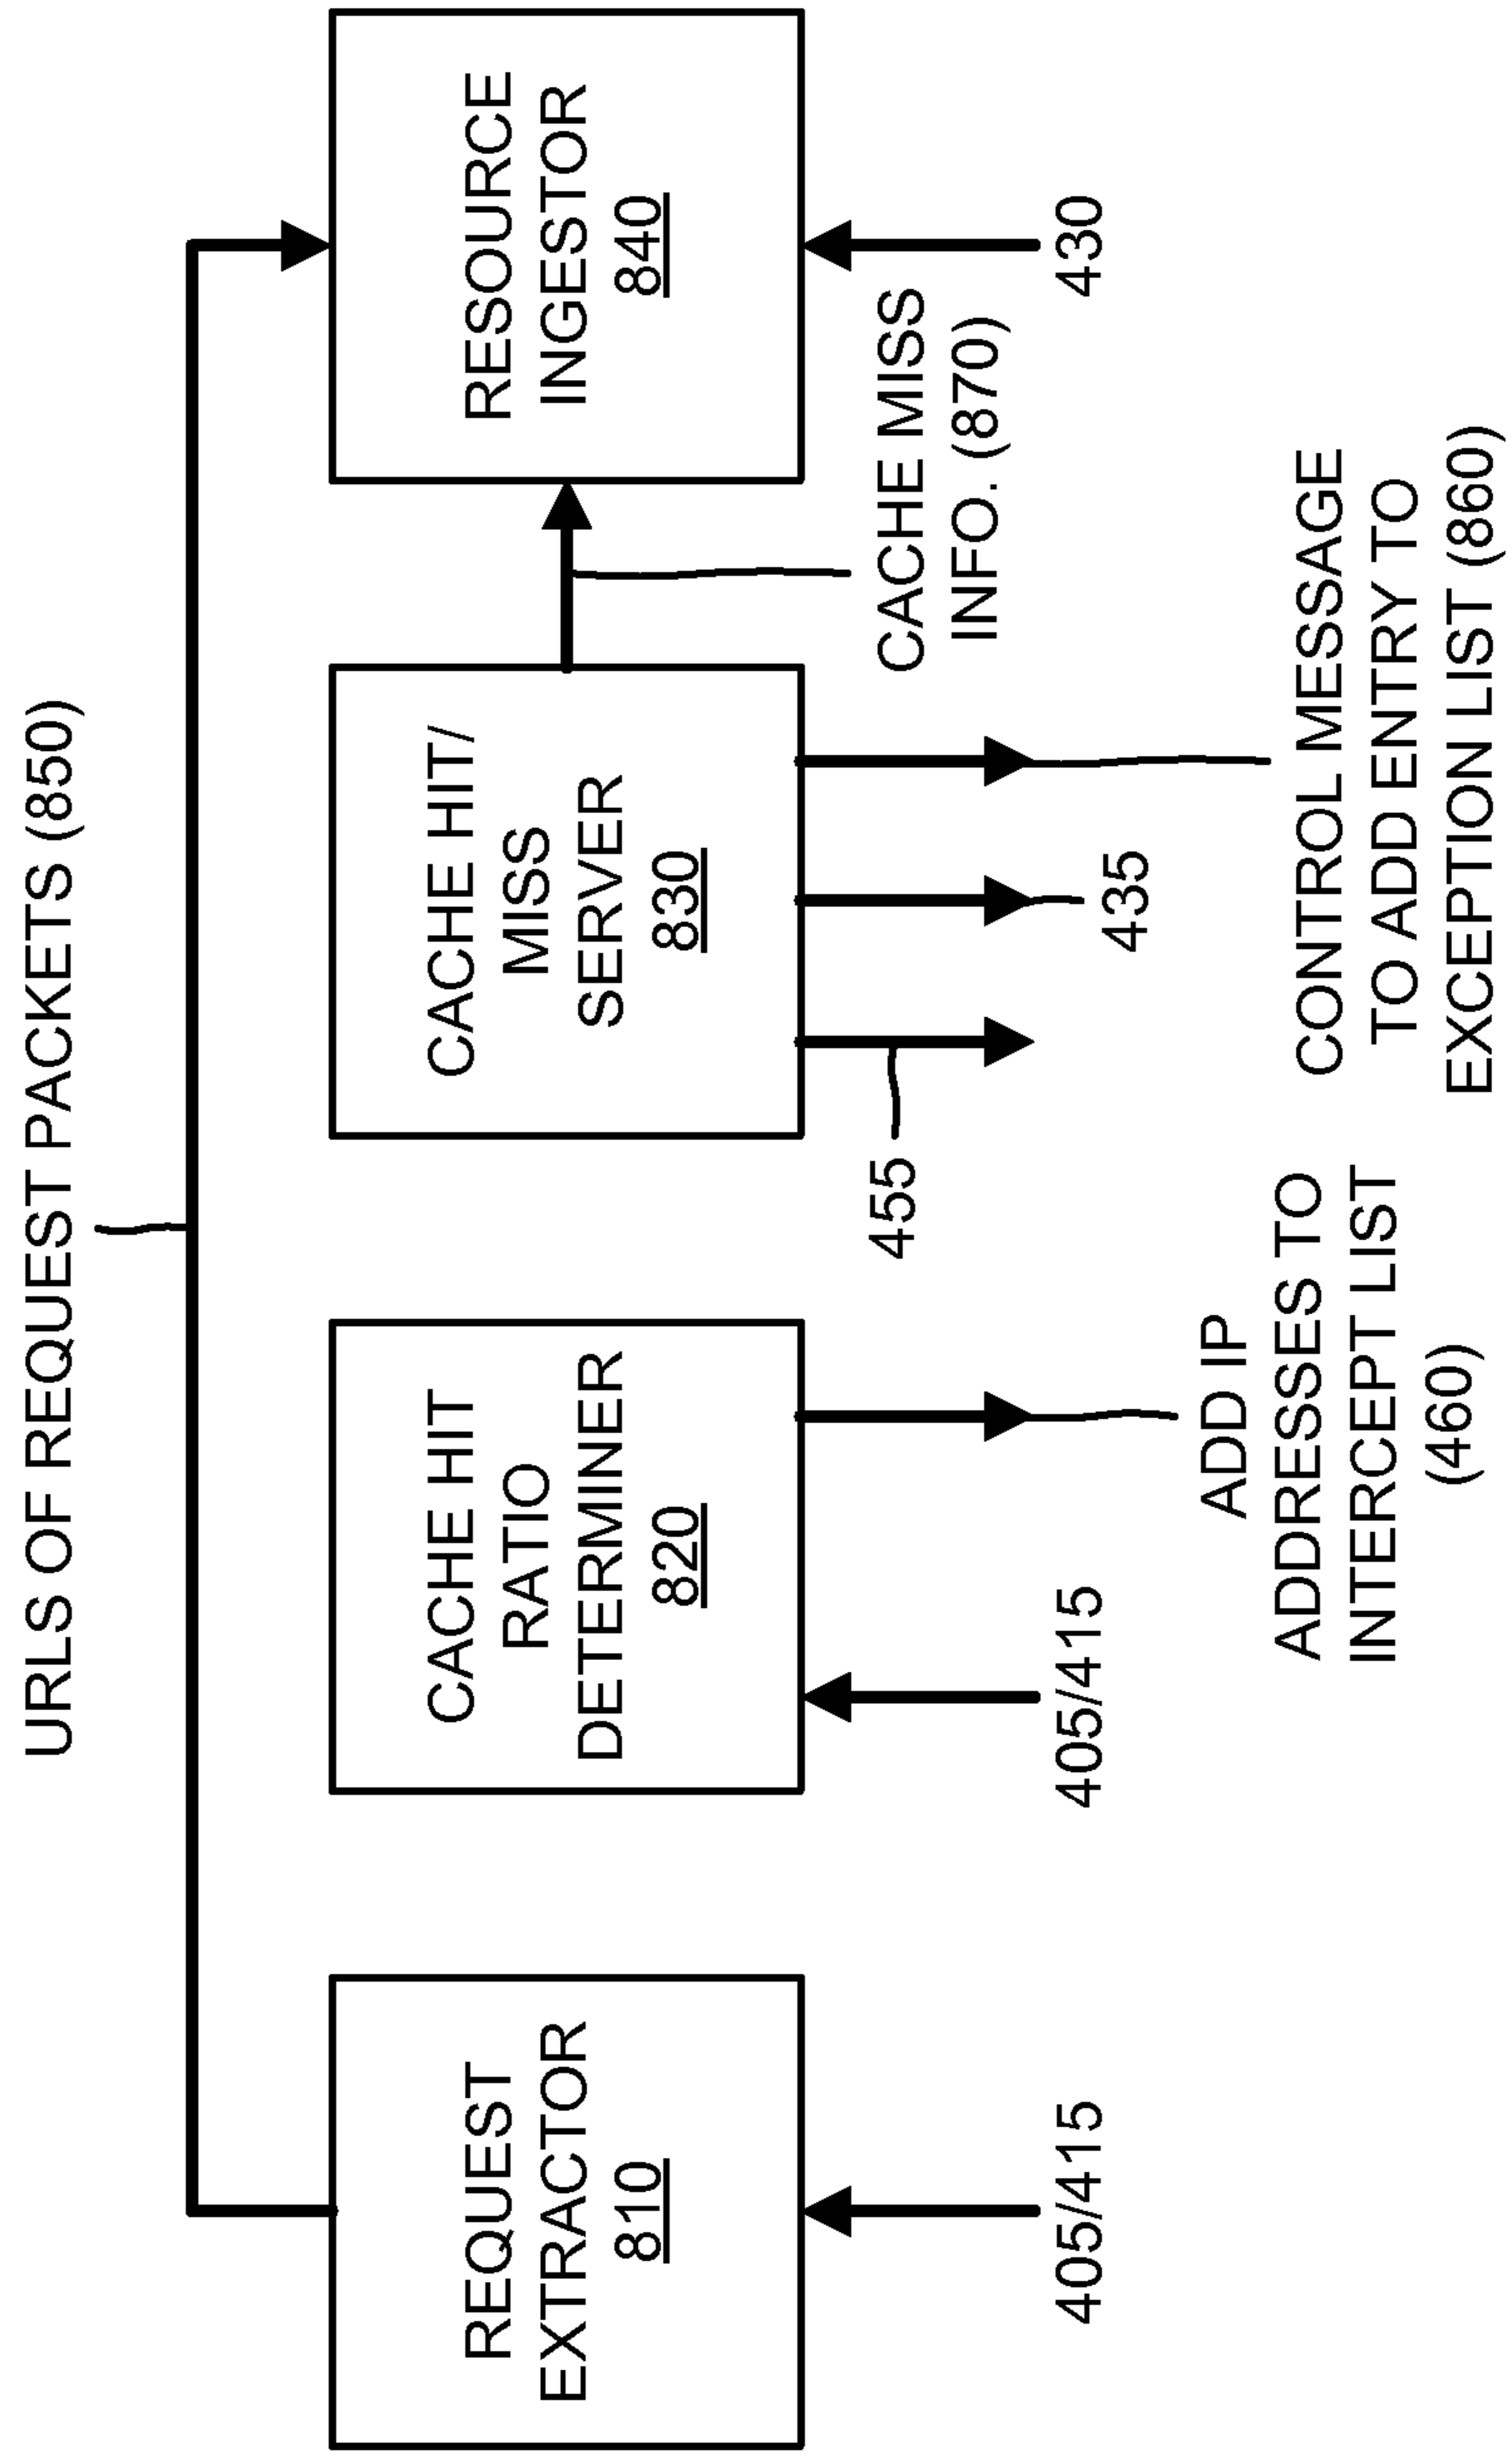 URLS OF REQUEST PACKETS (850)
REQUEST
EXTRACTOR
810
CACHE HIT
RATIO
DETERMINER
820
CACHE HIT/
MISS
SERVER
830
RESOURCE
INGESTOR
840
405/415
405/415
ADD IP
ADDRESSES TO
INTERCEPT LIST
(460)
455
435
CONTROL MESSAGE
TO ADD ENTRY TO
EXCEPTION LIST (860)
CACHE MISS
INFO. (870)
430